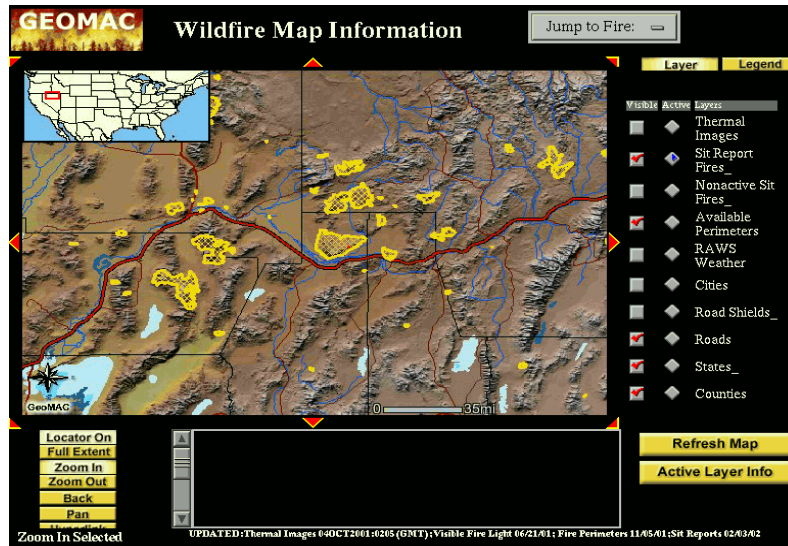 GEOMAC
Wildfire Map Information
Jump to Fire:
Layer
Legend
Visible Active Layers
Thermal
Images
Sit Report
Fires_
Nonactive Sit
Fires_
Available
Perimeters
RAWS
Weather
Cities
Road Shields_
Roads
States_
Counties
GeoMAC
0 35mi
Locator On
Full Extent
Zoom In
Zoom Out
Back
Pan
Hyperlink
Zoom In Selected
Refresh Map
Active Layer Info
UPDATED:Thermal Images 04OCT2001:0205 (GMT);Visible Fire Light 06/21/01; Fire Perimeters 11/05/01;Sit Reports 02/03/02